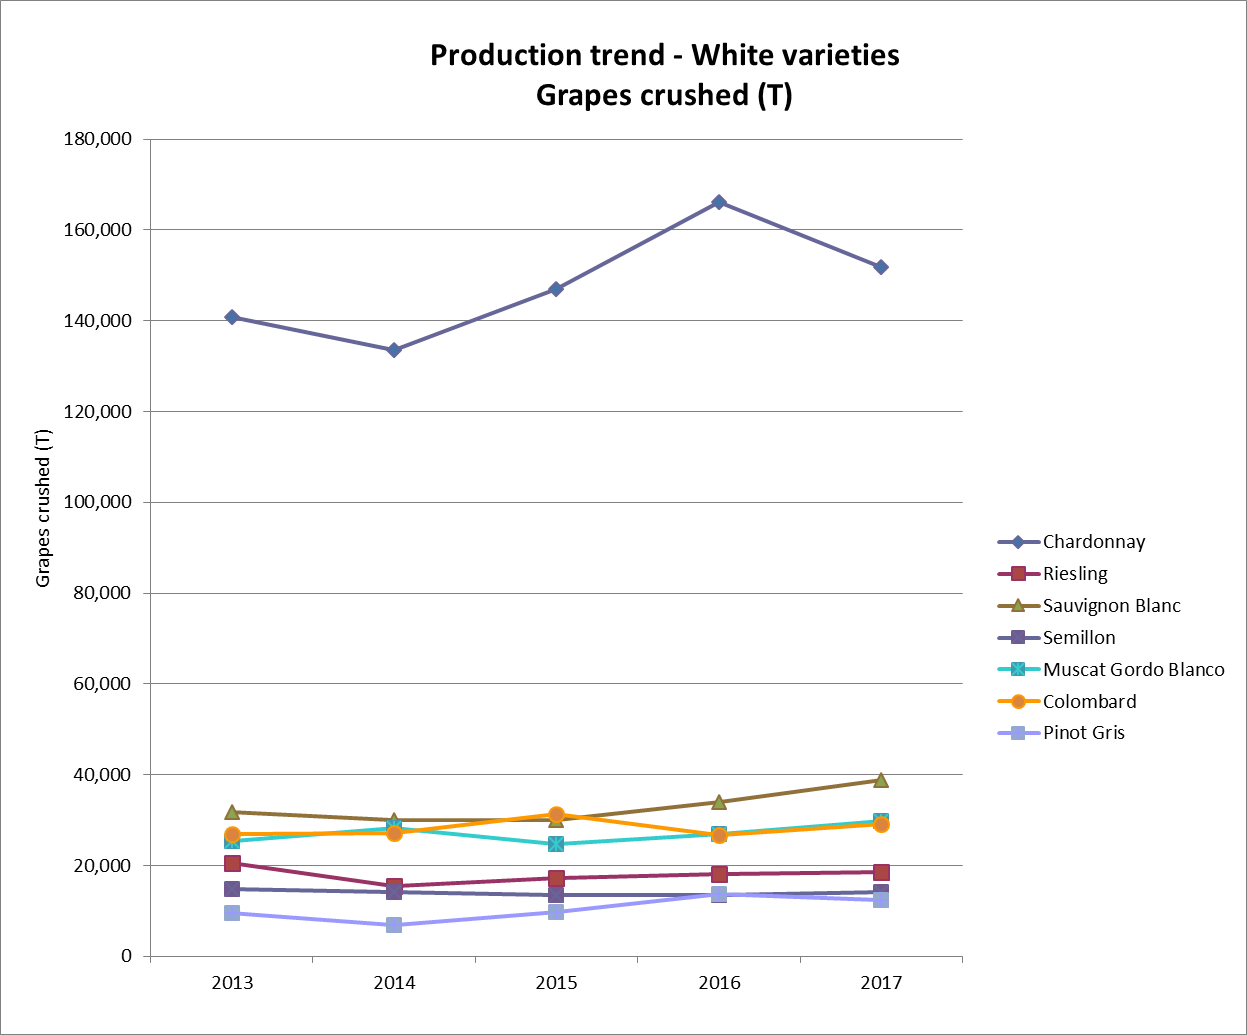 Production trend - White varieties
Grapes crushed (T)
180,000
160,000
140,000
120,000
100,000
80,000
60,000
40,000
20,000
0
Grapes crushed (T)
2013 2014 2015 2016 2017
Chardonnay
Riesling
Sauvignon Blanc
Semillon
Muscat Gordo Blanco
Colombard
Pinot Gris